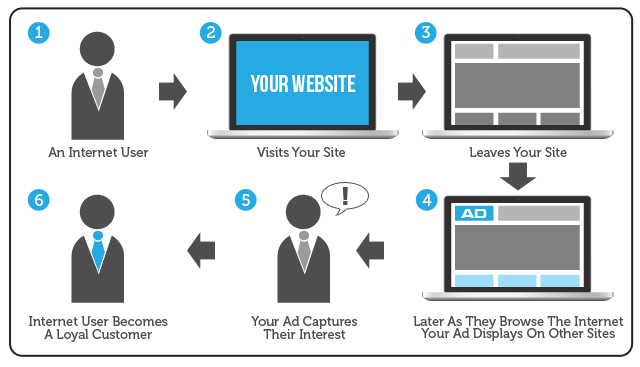 1
An Internet User
2
YOUR WEBSITE
Visits Your Site
3
Leaves Your Site
4
AD
Later As They Browse The Internet
Your Ad Displays On Other Sites
5
!
Your Ad Captures
Their Interest
6
Internet User Becomes
A Loyal Customer